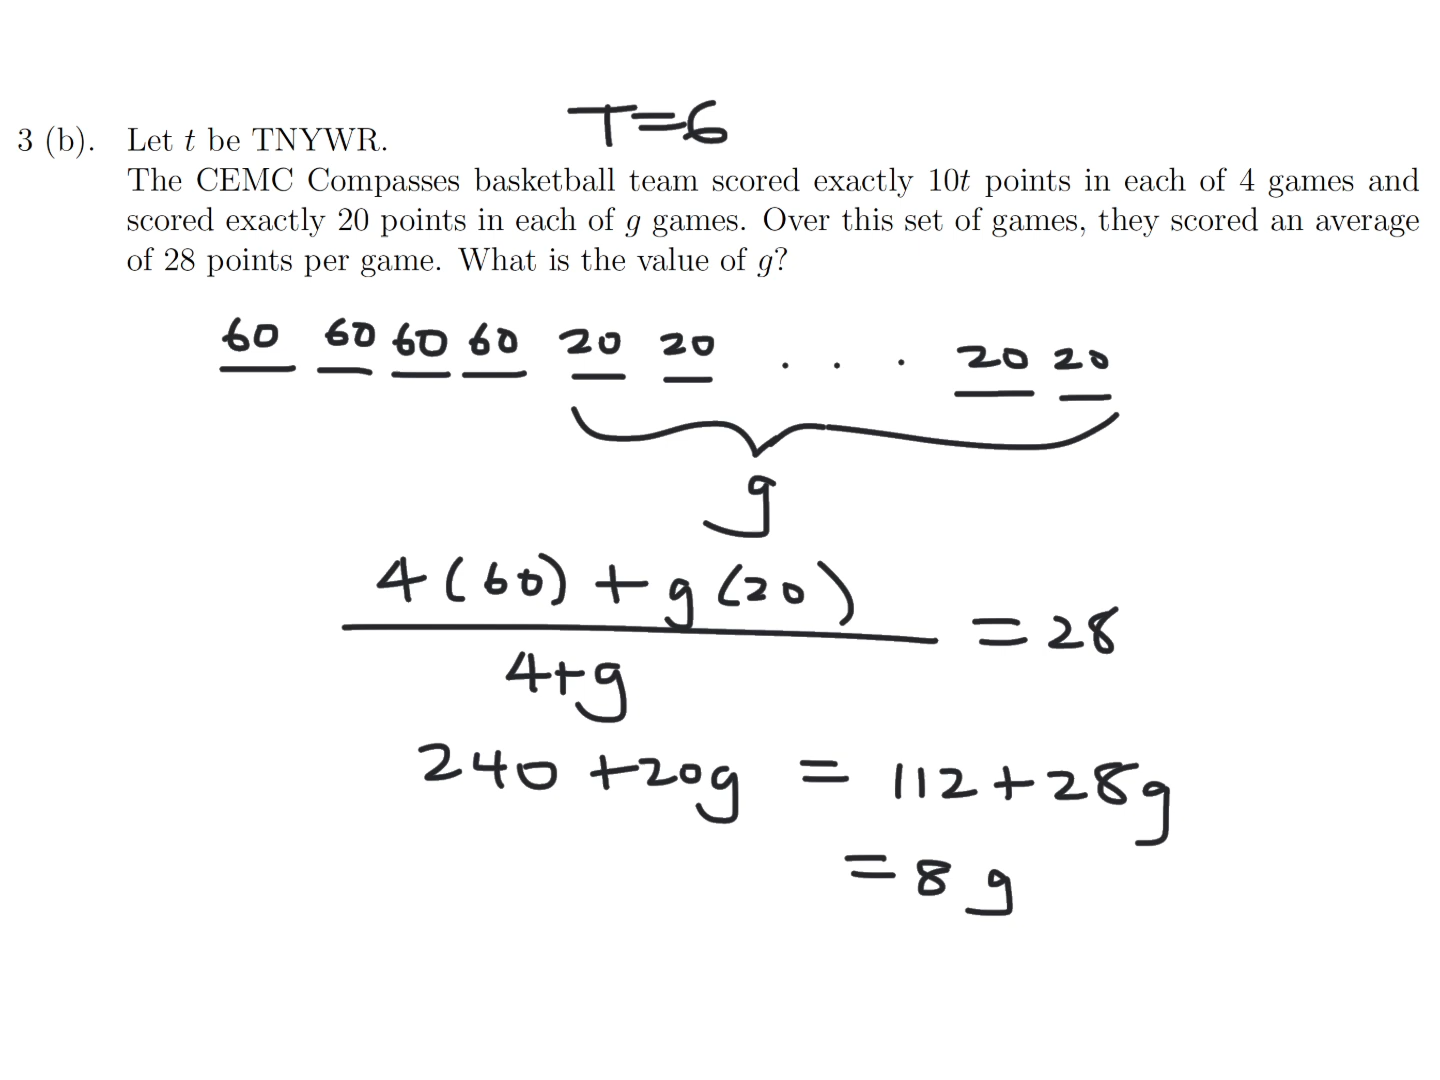 T=6
3 (b). Let t be TNYWR.
The CEMC Compasses basketball team scored exactly 10t points in each of 4 games and
scored exactly 20 points in each of g games. Over this set of games, they scored an average
of 28 points per game. What is the value of g?
60 60 60 60 20 20 . . . 20 20
g
4(60) + g(20)
= 28
4+g
240 +20g = 112+28g
= 8g